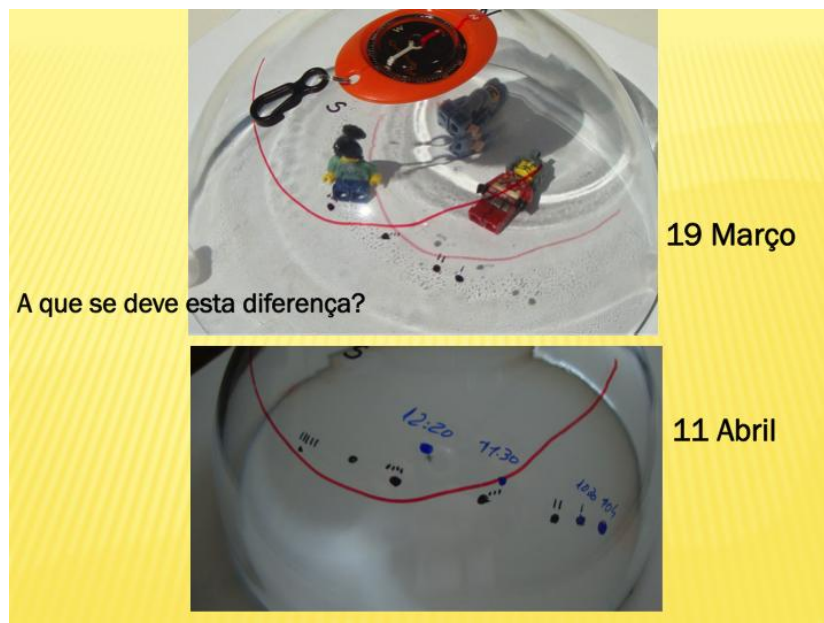 S
19 Março
A que se deve esta diferença?
S
12:20
11:30
11 Abril